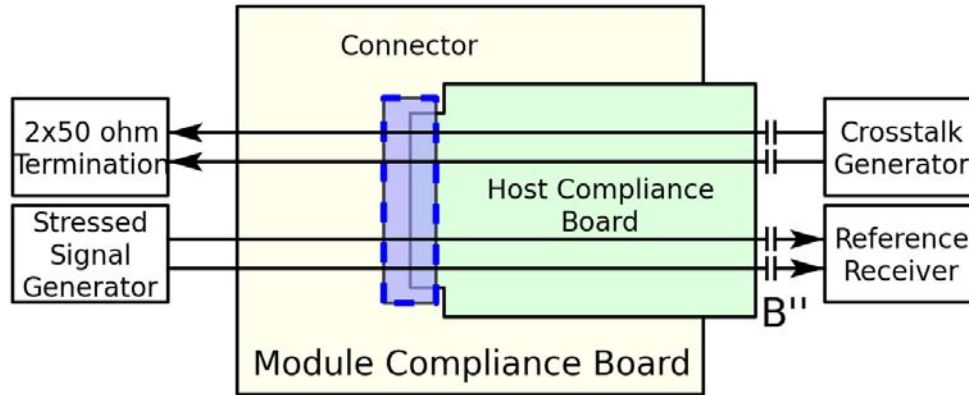 Connector
2x50 ohm
Termination
Crosstalk
Generator
Host Compliance
Board
Stressed
Signal
Generator
Reference
Receiver
B''
Module Compliance Board